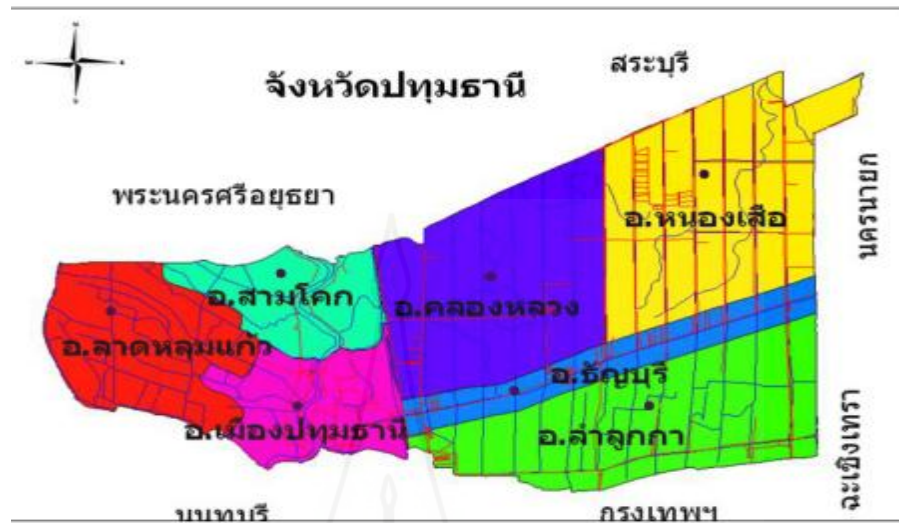 สระบุรี
จังหวัดปทุมธานี
พระนครศรีอยุธยา
นครนายก
อ.หนองเสือ
อ.สามโคก
อ.คลองหลวง
อ.ลาดหลุมแก้ว
อ.ธัญบุรี
อ.เมืองปทุมธานี
อ.ลำลูกกา
ฉะเชิงเทรา
นนทบุรี
กรุงเทพฯ